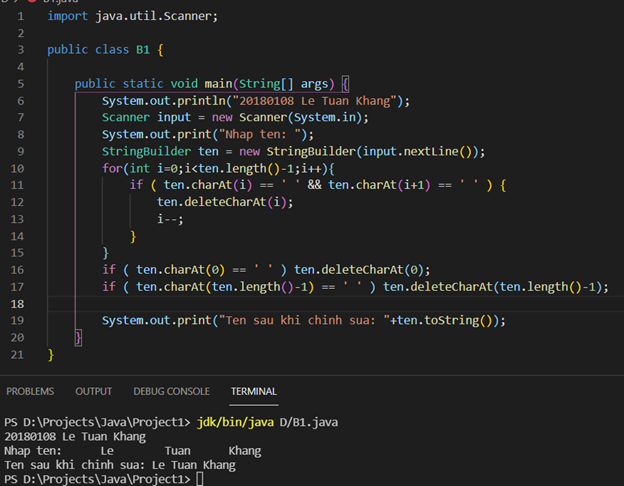 1 import java.util.Scanner;
2
3 public class B1 {
4
5 public static void main(String[] args) {
6 System.out.println("20180108 Le Tuan Khang");
7 Scanner input = new Scanner(System.in);
8 System.out.print("Nhap ten: ");
9 StringBuilder ten = new StringBuilder(input.nextLine());
10 for(int i=0;i<ten.length()-1;i++){
11 if ( ten.charAt(i) == ' ' && ten.charAt(i+1) == ' ' ) {
12 ten.deleteCharAt(i);
13 i--;
14 }
15 }
16 if ( ten.charAt(0) == ' ' ) ten.deleteCharAt(0);
17 if ( ten.charAt(ten.length()-1) == ' ' ) ten.deleteCharAt(ten.length()-1);
18
19 System.out.print("Ten sau khi chinh sua: "+ten.toString());
20 }
21 }
PROBLEMS OUTPUT DEBUG CONSOLE TERMINAL
PS D:\Projects\Java\Project1> jdk/bin/java D/B1.java
20180108 Le Tuan Khang
Nhap ten:      Le       Tuan     Khang
Ten sau khi chinh sua: Le Tuan Khang
PS D:\Projects\Java\Project1>